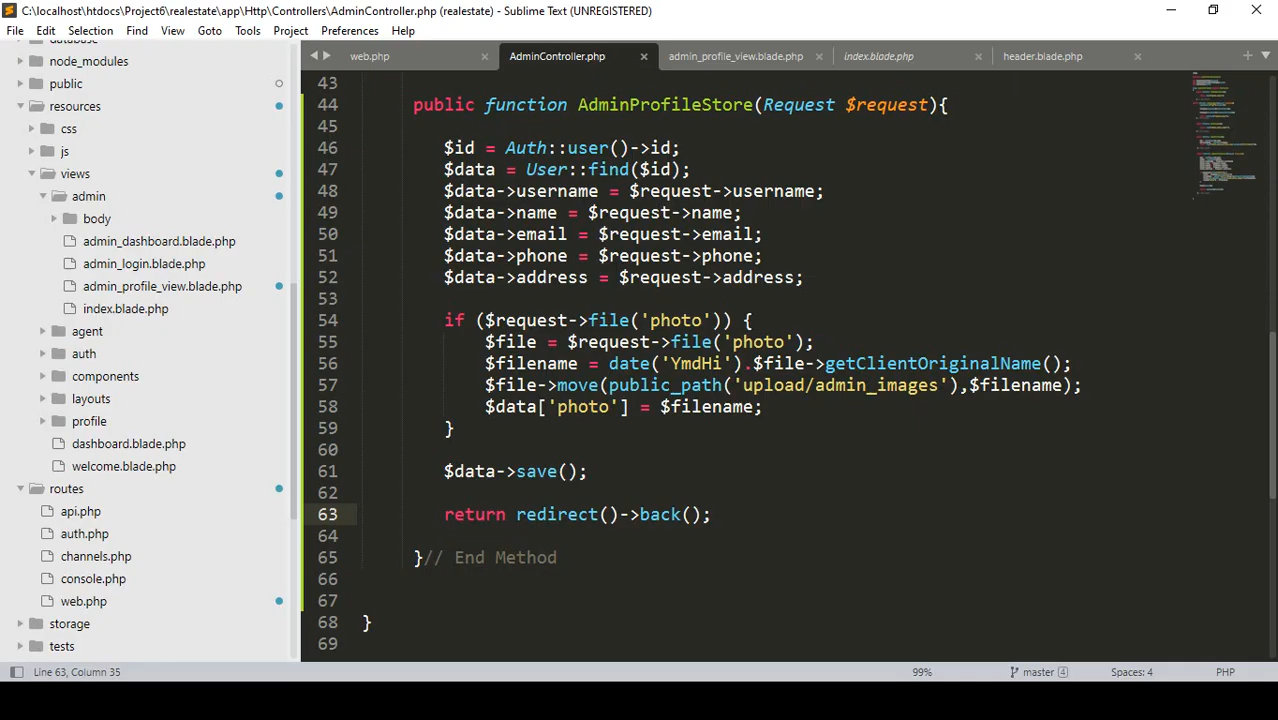 C:\localhost\htdocs\Project6\realestate\app\Http\Controllers\AdminController.php (realestate) - Sublime Text (UNREGISTERED)
File Edit Selection Find View Goto Tools Project Preferences Help
node_modules
public
resources
css
js
views
admin
body
admin_dashboard.blade.php
admin_login.blade.php
admin_profile_view.blade.php
index.blade.php
agent
auth
components
layouts
profile
dashboard.blade.php
welcome.blade.php
routes
api.php
auth.php
channels.php
console.php
web.php
storage
tests
web.php AdminController.php admin_profile_view.blade.php index.blade.php header.blade.php
43
44 public function AdminProfileStore(Request $request){
45
46 $id = Auth::user()->id;
47 $data = User::find($id);
48 $data->username = $request->username;
49 $data->name = $request->name;
50 $data->email = $request->email;
51 $data->phone = $request->phone;
52 $data->address = $request->address;
53
54 if ($request->file('photo')) {
55 $file = $request->file('photo');
56 $filename = date('YmdHi').$file->getClientOriginalName();
57 $file->move(public_path('upload/admin_images'),$filename);
58 $data['photo'] = $filename;
59 }
60
61 $data->save();
62
63 return redirect()->back();
64
65 }// End Method
66
67
68 }
69
Line 63, Column 35 99% master 4 Spaces: 4 PHP